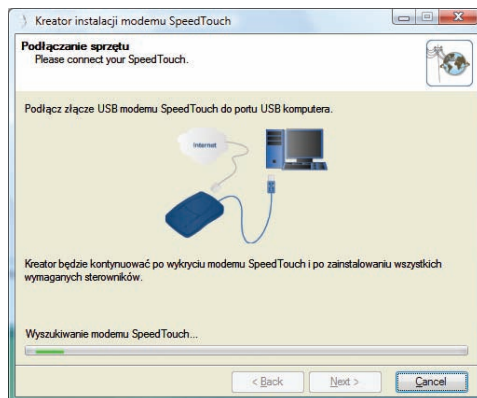 Kreator instalacji modemu SpeedTouch
Podłączanie sprzętu
Please connect your SpeedTouch.
Podłącz złącze USB modemu SpeedTouch do portu USB komputera.
Internet
Kreator będzie kontynuować po wykryciu modemu SpeedTouch i po zainstalowaniu wszystkich
wymaganych sterowników.
Wyszukiwanie modemu SpeedTouch...
< Back Next > Cancel